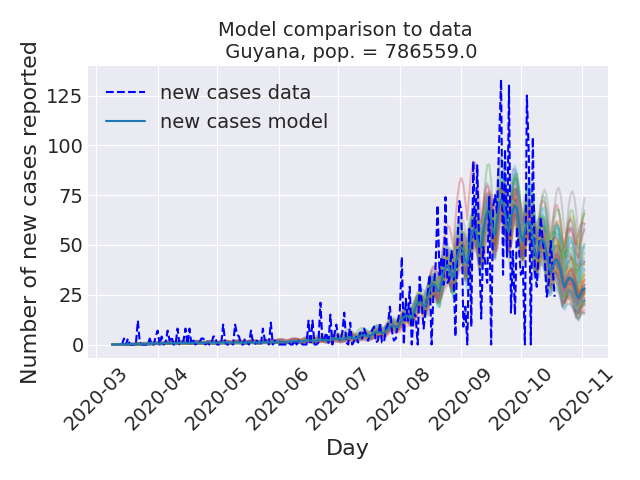 Model comparison to data
Guyana, pop. = 786559.0
Number of new cases reported
125
100
75
50
25
0
new cases data
new cases model
2020-03
2020-04
2020-05
2020-06
2020-07
2020-08
2020-09
2020-10
2020-11
Day